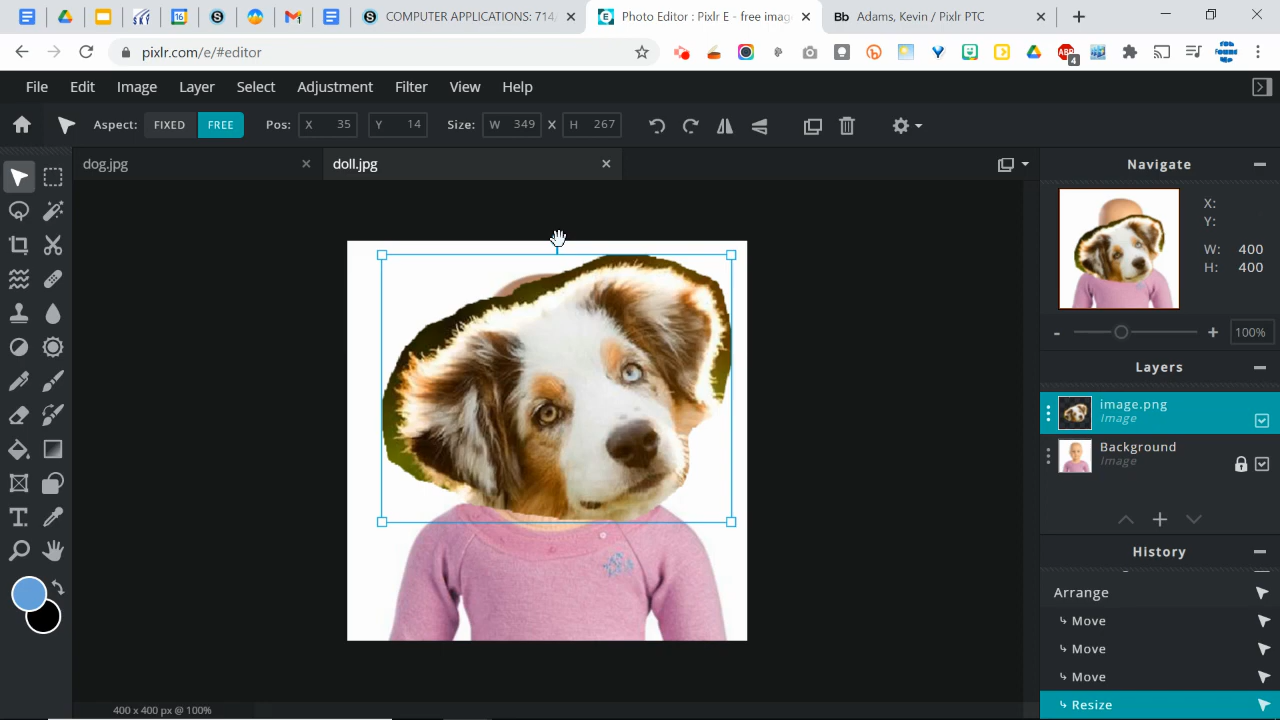 COMPUTER APPLICATIONS: 714/
Photo Editor : Pixlr E - free imag
Adams, Kevin / Pixlr PTC
pixlr.com/e/#editor
4
File Edit Image Layer Select Adjustment Filter View Help
Aspect: FIXED FREE Pos: X 35 Y 14 Size: W 349 X H 267
dog.jpg
doll.jpg
Navigate
X:
Y:
W: 400
H: 400
- + 100%
Layers
image.png
Image
Background
Image
History
Arrange
Move
Move
Move
Resize
400 x 400 px @ 100%